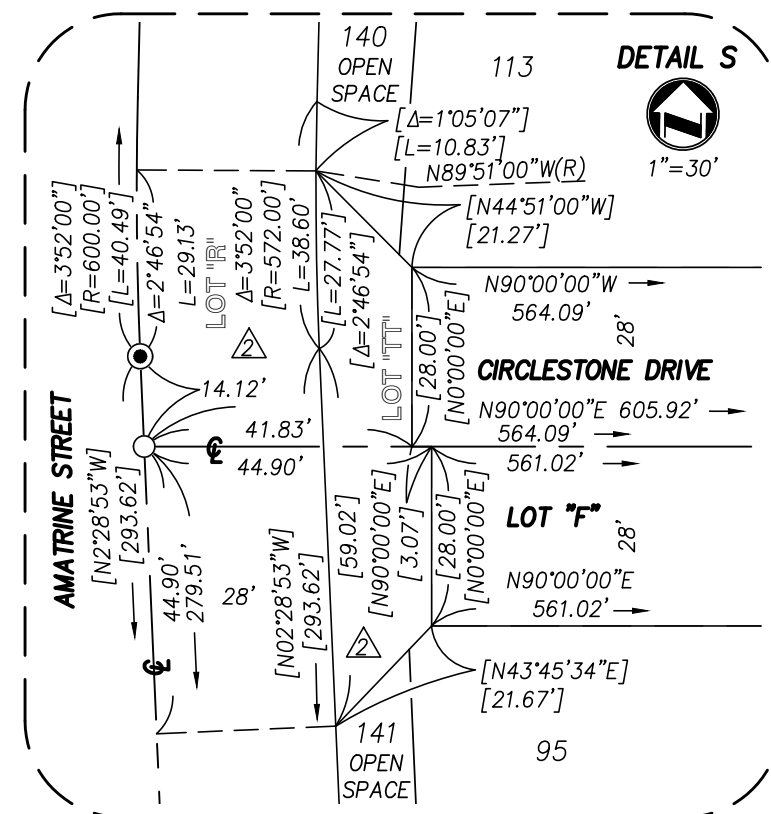 140
OPEN
SPACE
113
DETAIL S
1"=30'
[Δ=1°05'07"]
[L=10.83']
N89°51'00"W(R)
[N44°51'00"W]
[21.27']
[Δ=3°52'00"]
[R=600.00']
[L=40.49']
Δ=2°46'54"
L=29.13'
LOT "R"
Δ=3°52'00"
[R=572.00']
L=38.60'
[L=27.77']
[Δ=2°46'54"]
2
LOT "TT"
[28.00']
[N0°00'00"E]
N90°00'00"W
564.09'
28'
CIRCLESTONE DRIVE
14.12'
N90°00'00"E 605.92'
41.83'
564.09'
44.90'
561.02'
AMATRINE STREET
[N2°28'53"W]
[293.62']
44.90'
279.51'
28'
[N02°28'53"W]
[293.62']
[59.02']
[N90°00'00"E]
[3.07']
[28.00']
[N0°00'00"E]
LOT "F"
28'
N90°00'00"E
561.02'
2
[N43°45'34"E]
[21.67']
141
OPEN
SPACE
95